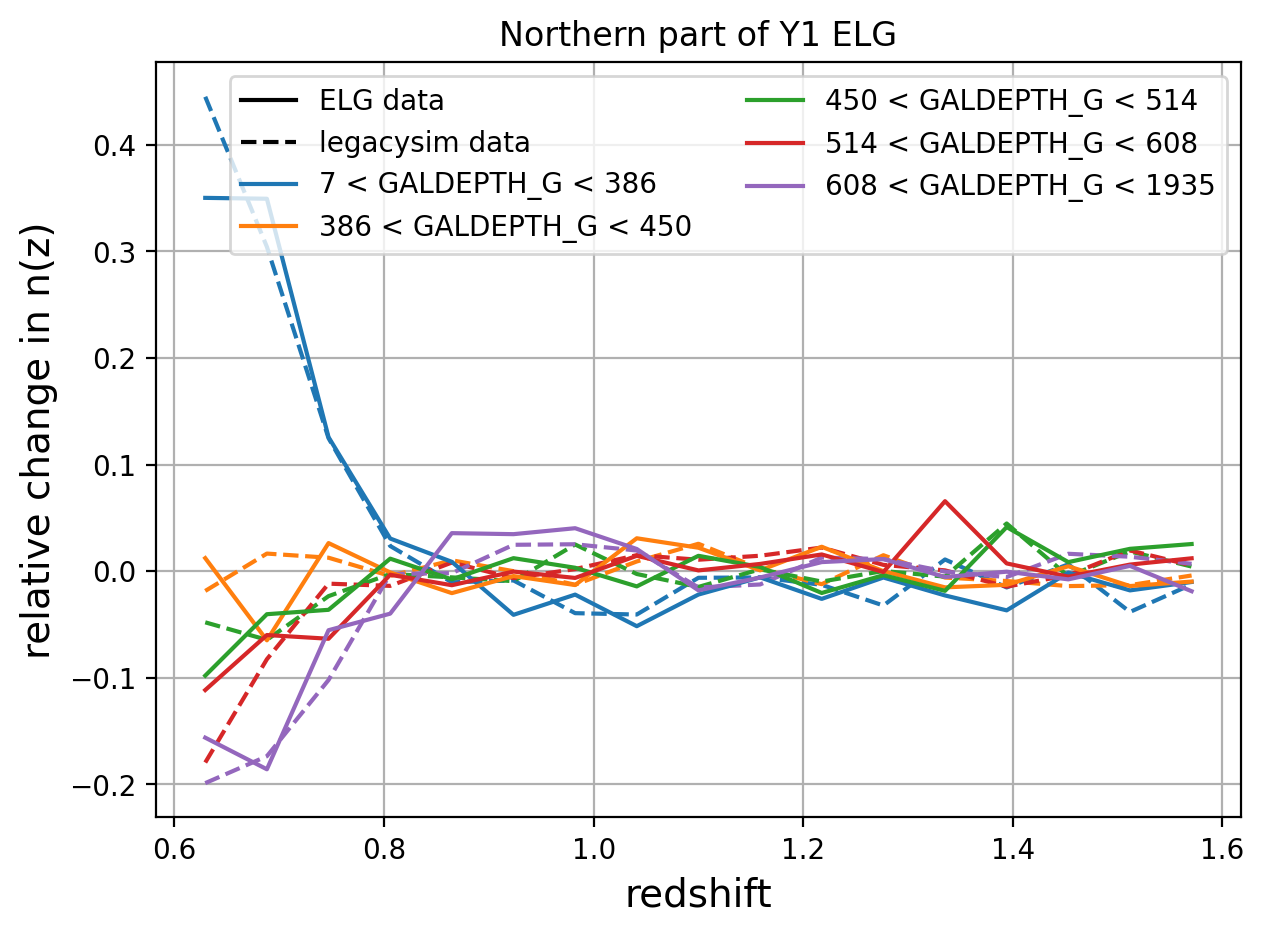 Northern part of Y1 ELG
ELG data
legacysim data
7 < GALDEPTH_G < 386
386 < GALDEPTH_G < 450
450 < GALDEPTH_G < 514
514 < GALDEPTH_G < 608
608 < GALDEPTH_G < 1935
relative change in n(z)
0.4
0.3
0.2
0.1
0.0
−0.1
−0.2
0.6 0.8 1.0 1.2 1.4 1.6
redshift